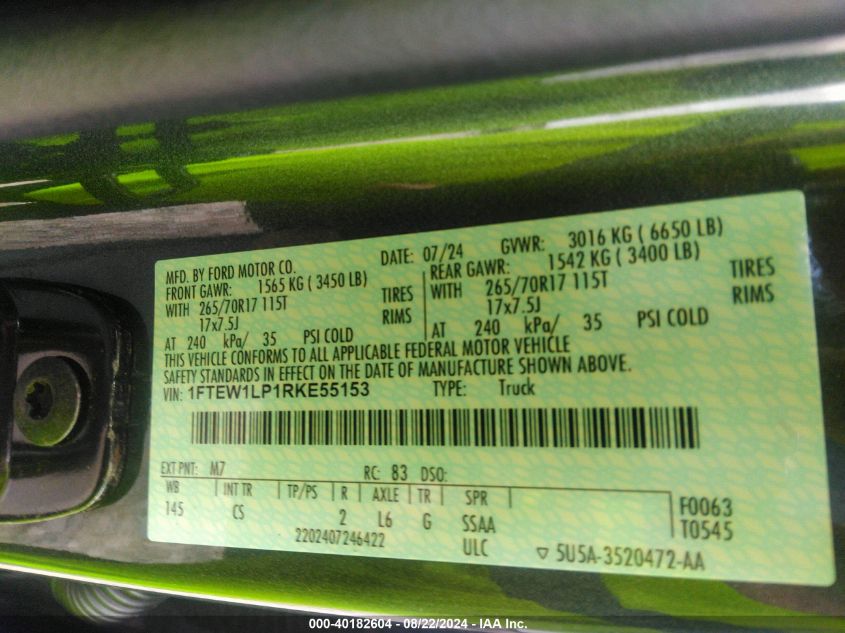 MFD. BY FORD MOTOR CO. DATE: 07/24 GVWR: 3016 KG ( 6650 LB)
FRONT GAWR: 1565 KG ( 3450 LB) REAR GAWR: 1542 KG ( 3400 LB)
WITH 265/70R17 115T TIRES WITH 265/70R17 115T TIRES
17x7.5J RIMS 17x7.5J RIMS
AT 240 kPa/ 35 PSI COLD AT 240 kPa/ 35 PSI COLD
THIS VEHICLE CONFORMS TO ALL APPLICABLE FEDERAL MOTOR VEHICLE
SAFETY STANDARDS IN EFFECT ON THE DATE OF MANUFACTURE SHOWN ABOVE.
VIN: 1FTEW1LP1RKE55153 TYPE: Truck
EXT PNT: M7 RC: 83 DSO:
WB INT TR TP/PS R AXLE TR SPR F0063
145 CS 2 L6 G SSAA T0545
2202407246422 ULC ▽ 5U5A-3520472-AA
000-40182604 - 08/22/2024 - IAA Inc.